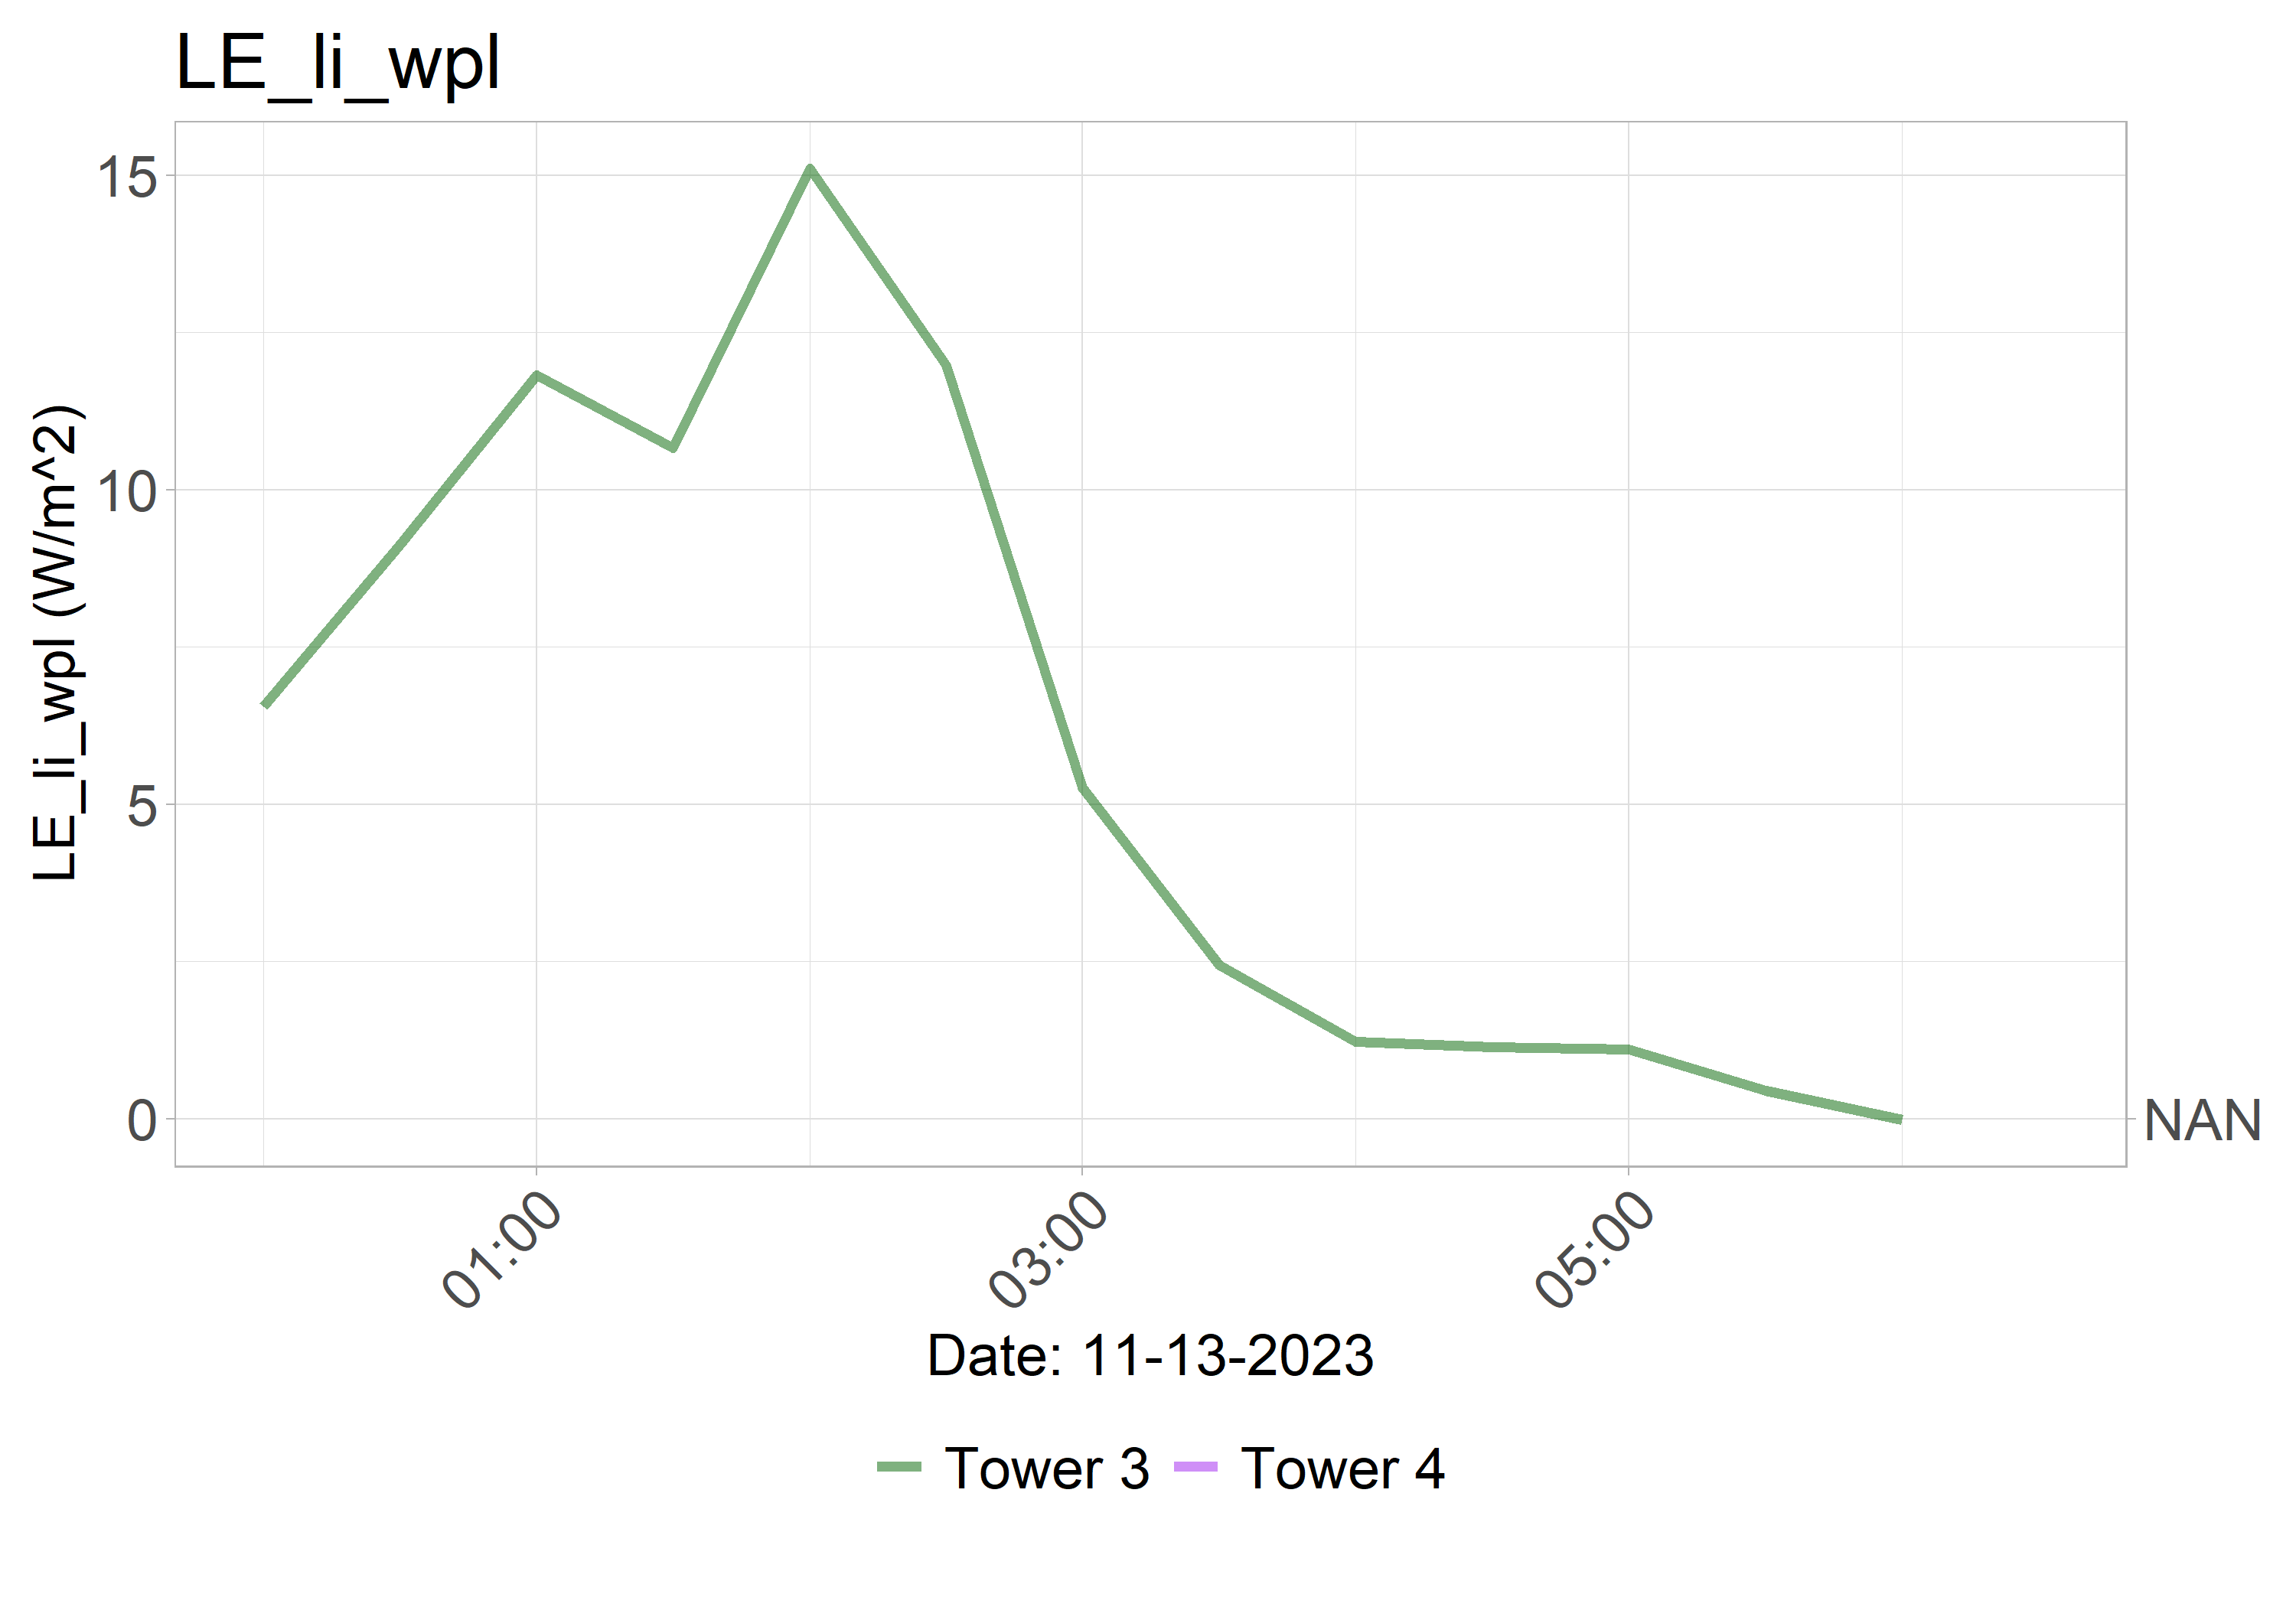 LE_li_wpl
LE_li_wpl (W/m^2)
15
10
5
0
NAN
01:00
03:00
05:00
Date: 11-13-2023
Tower 3
Tower 4